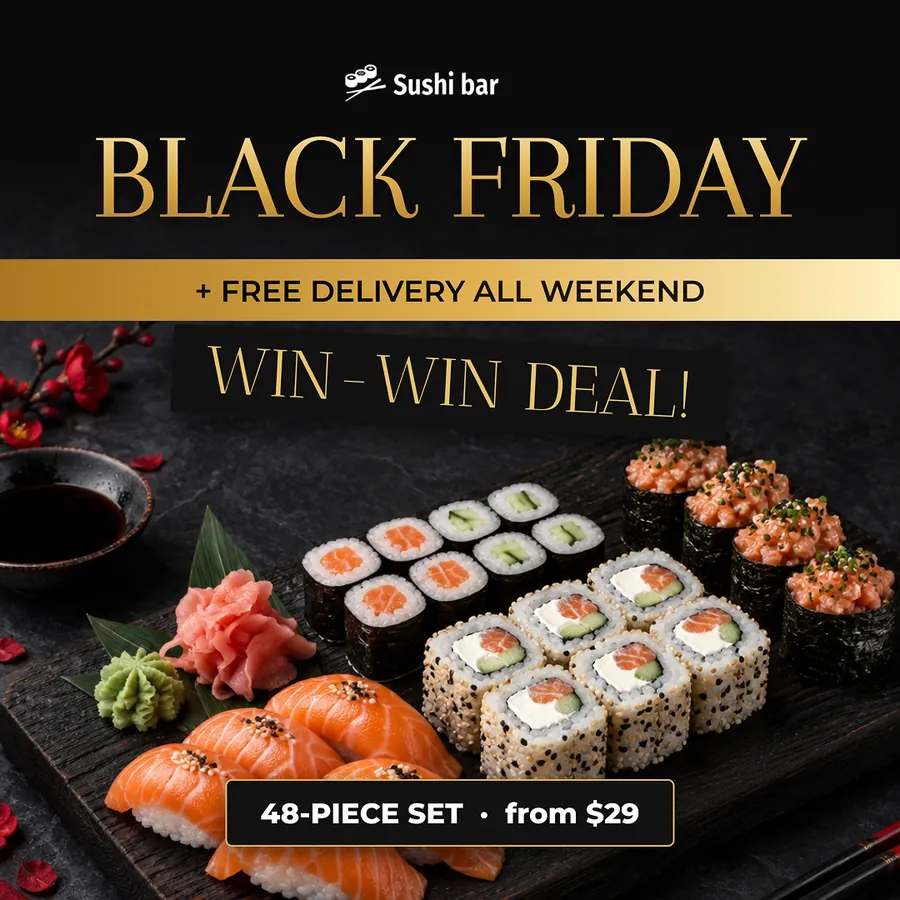 Sushi bar
BLACK FRIDAY
+ FREE DELIVERY ALL WEEKEND
WIN – WIN DEAL!
48-PIECE SET · from $29